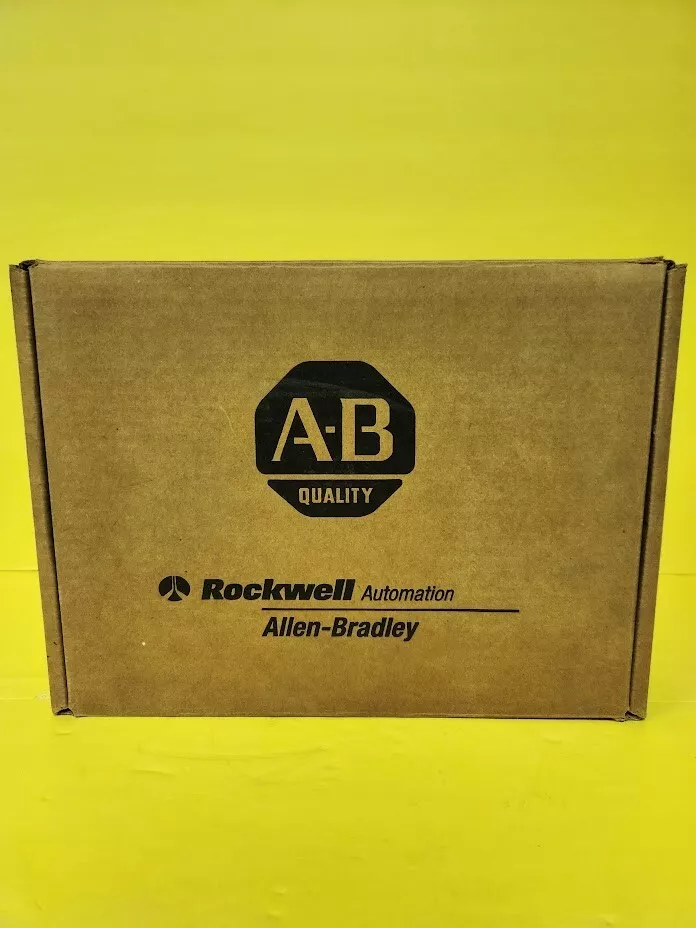 A-B
QUALITY
Rockwell Automation
Allen-Bradley